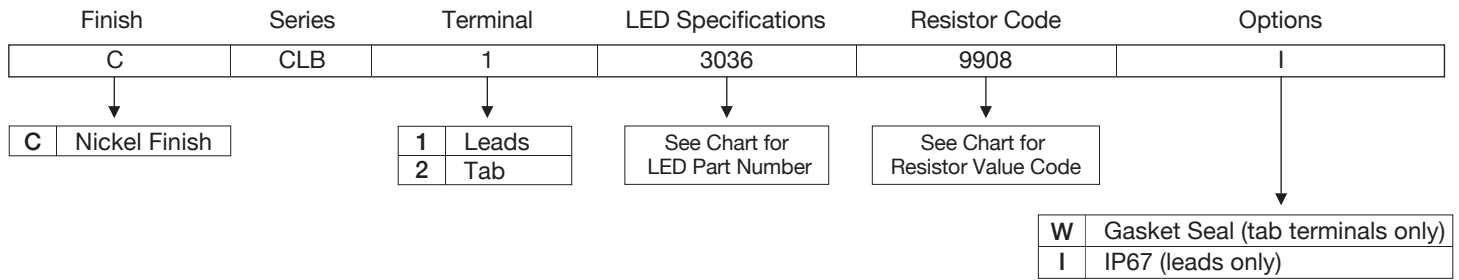 Finish Series Terminal LED Specifications Resistor Code Options
C CLB 1 3036 9908 I
C Nickel Finish
1 Leads
2 Tab
See Chart for
LED Part Number
See Chart for
Resistor Value Code
W Gasket Seal (tab terminals only)
I IP67 (leads only)